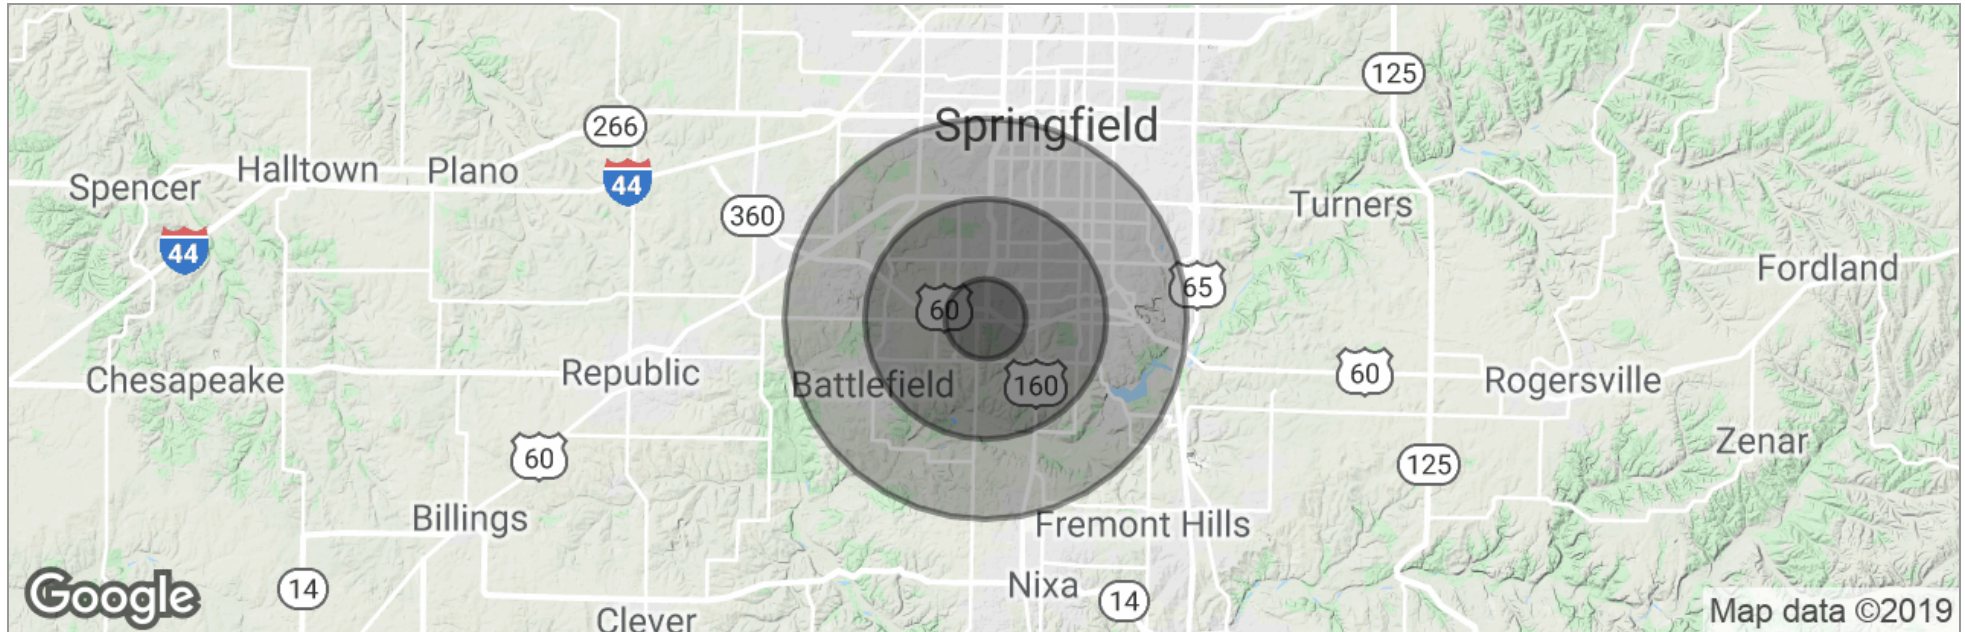 125
Springfield
266
Halltown
Plano
44
Spencer
Turners
360
44
Fordland
65
60
Republic
60
Chesapeake
Battlefield
160
Rogersville
Zenar
60
125
Billings
Fremont Hills
Nixa
14
14
Google
Map data ©2019
Clever